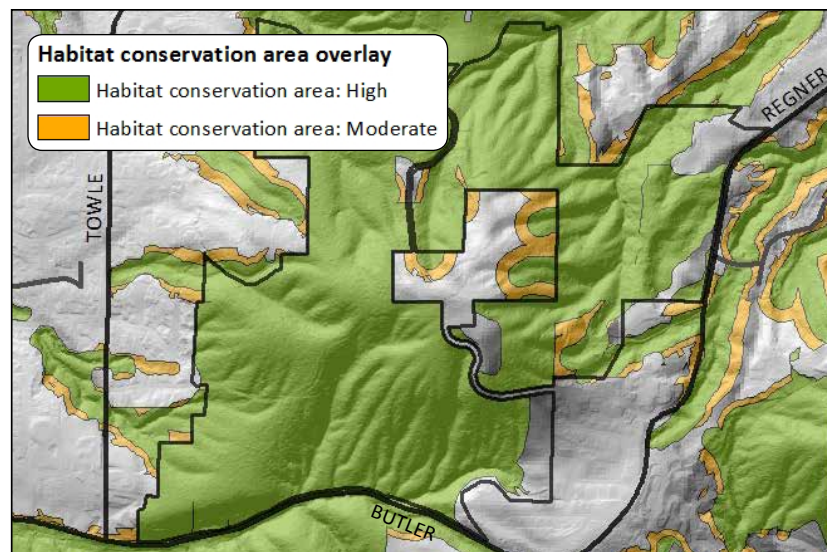 Habitat conservation area overlay
Habitat conservation area: High
Habitat conservation area: Moderate
REGNER
TOWLE
BUTLER